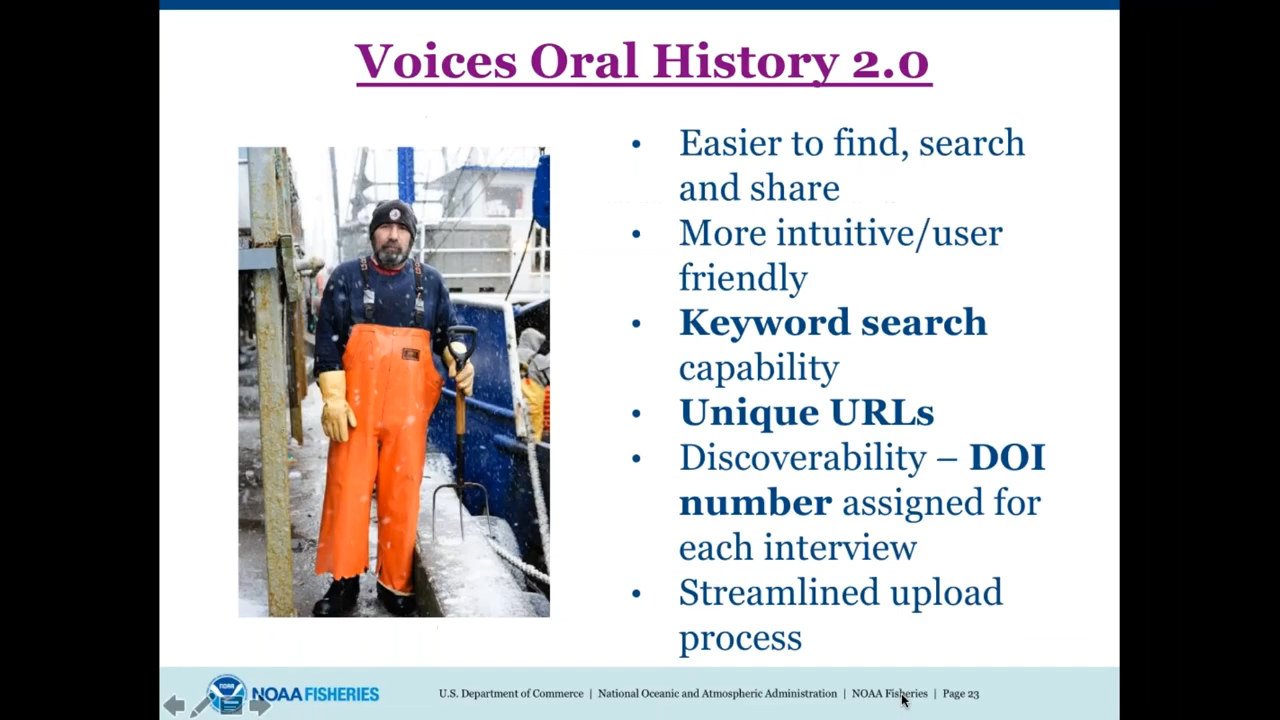 Voices Oral History 2.0
• Easier to find, search
and share
• More intuitive/user
friendly
• Keyword search
capability
• Unique URLs
• Discoverability – DOI
number assigned for
each interview
• Streamlined upload
process
NOAA FISHERIES
U.S. Department of Commerce | National Oceanic and Atmospheric Administration | NOAA Fisheries | Page 23